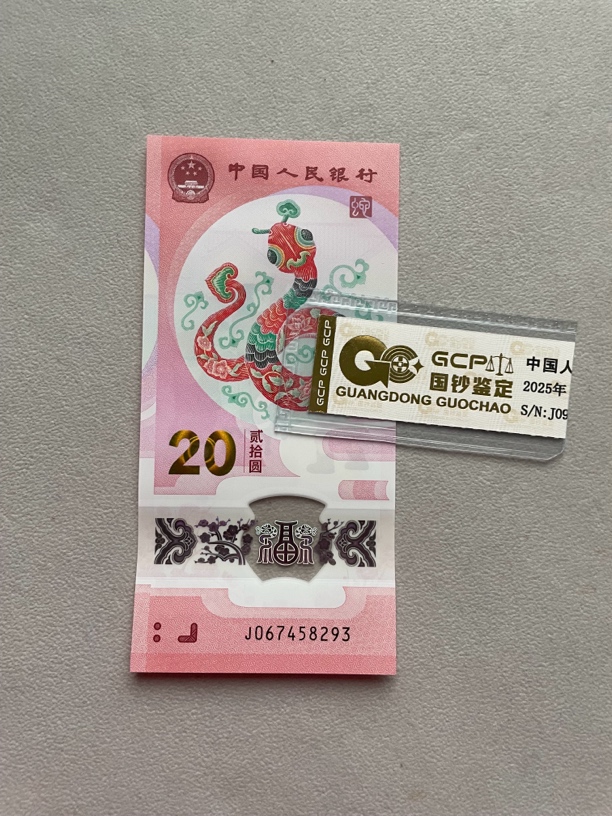 中国人民银行
20 贰拾圆
福
J067458293
GCP GCP GCP
GCP
国钞鉴定
GUANGDONG GUOCHAO
中国人
2025年
S/N:J09